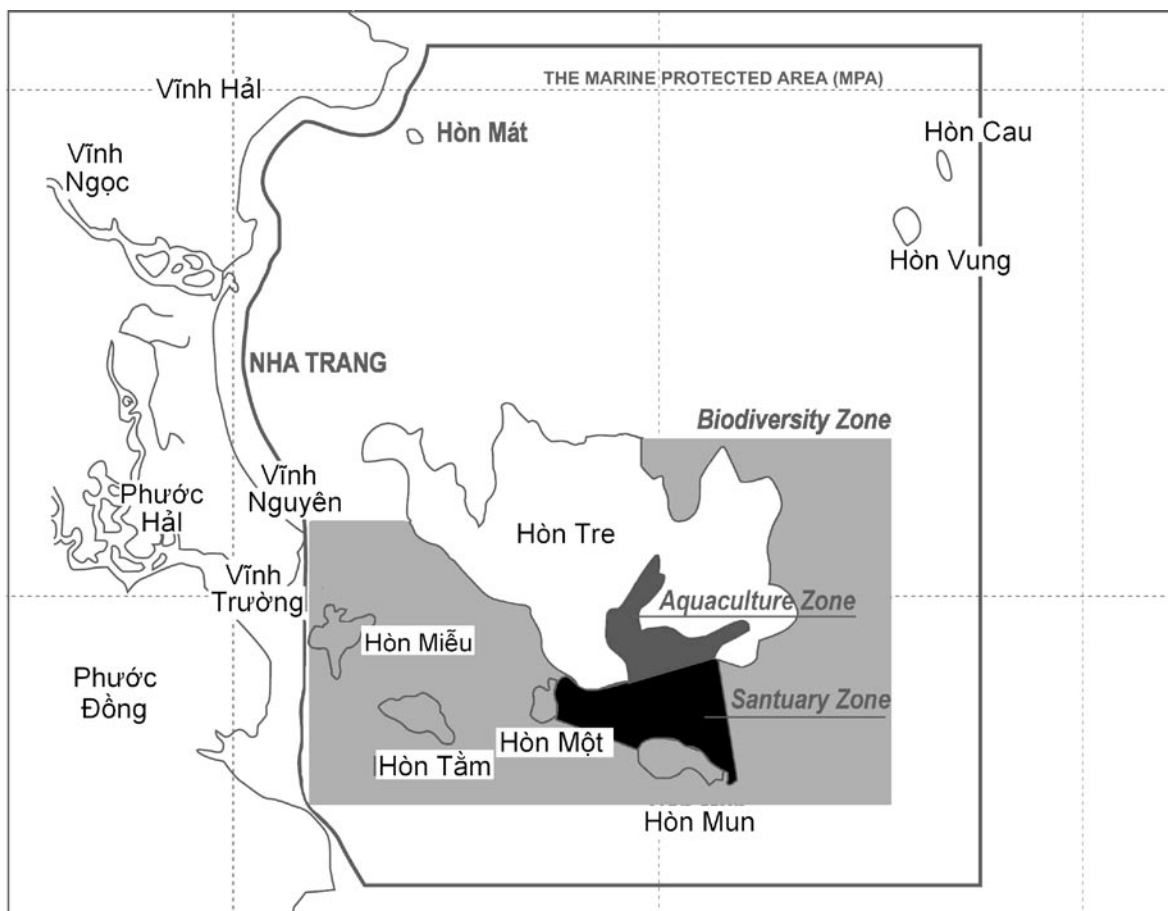 THE MARINE PROTECTED AREA (MPA)
Vĩnh Hải
Hòn Mát
Hòn Cau
Vĩnh
Ngọc
Hòn Vung
NHA TRANG
Biodiversity Zone
Vĩnh
Nguyên
Phước
Hải
Hòn Tre
Vĩnh
Trường
Aquaculture Zone
Hòn Miễu
Phước
Đồng
Santuary Zone
Hòn Một
Hòn Tằm
Hòn Mun